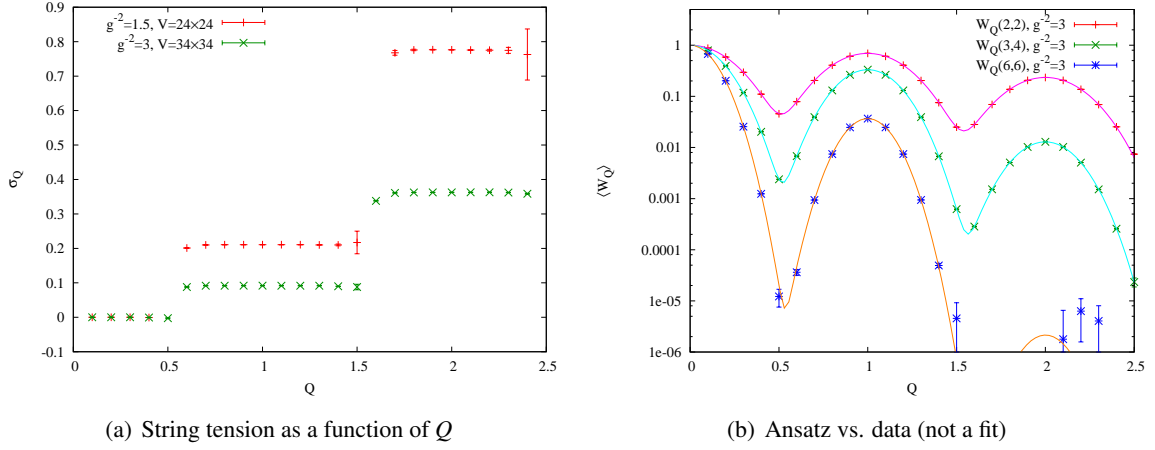 g⁻²=1.5, V=24×24
g⁻²=3, V=34×34
0.9
0.8
0.7
0.6
0.5
0.4
0.3
0.2
0.1
0
-0.1
σ_Q
0 0.5 1 1.5 2 2.5
Q
(a) String tension as a function of Q
W_Q(2,2), g⁻²=3
W_Q(3,4), g⁻²=3
W_Q(6,6), g⁻²=3
1
0.1
0.01
0.001
0.0001
1e-05
1e-06
⟨W_Q⟩
0 0.5 1 1.5 2 2.5
Q
(b) Ansatz vs. data (not a fit)